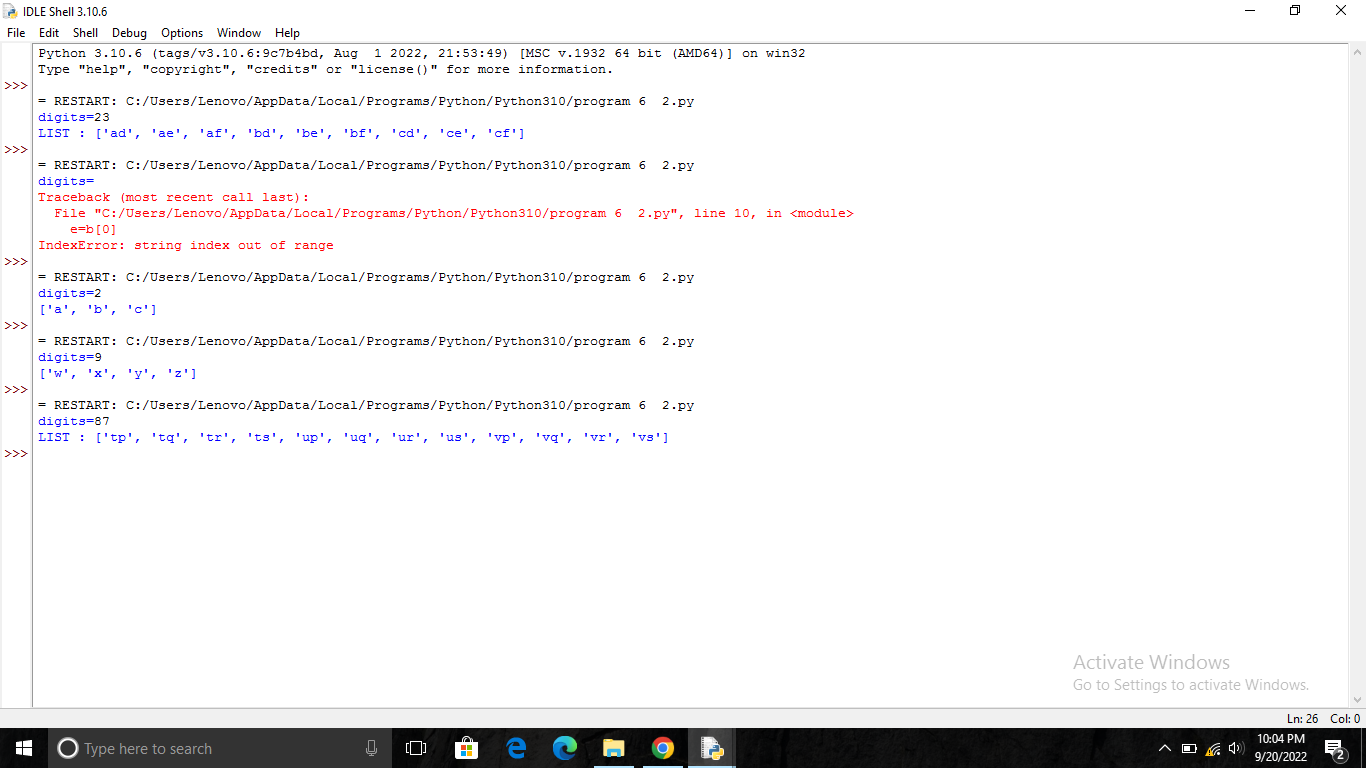 IDLE Shell 3.10.6
File Edit Shell Debug Options Window Help
Python 3.10.6 (tags/v3.10.6:9c7b4bd, Aug  1 2022, 21:53:49) [MSC v.1932 64 bit (AMD64)] on win32
Type "help", "copyright", "credits" or "license()" for more information.
>>>
= RESTART: C:/Users/Lenovo/AppData/Local/Programs/Python/Python310/program 6  2.py
digits=23
LIST : ['ad', 'ae', 'af', 'bd', 'be', 'bf', 'cd', 'ce', 'cf']
>>>
= RESTART: C:/Users/Lenovo/AppData/Local/Programs/Python/Python310/program 6  2.py
digits=
Traceback (most recent call last):
  File "C:/Users/Lenovo/AppData/Local/Programs/Python/Python310/program 6  2.py", line 10, in <module>
    e=b[0]
IndexError: string index out of range
>>>
= RESTART: C:/Users/Lenovo/AppData/Local/Programs/Python/Python310/program 6  2.py
digits=2
['a', 'b', 'c']
>>>
= RESTART: C:/Users/Lenovo/AppData/Local/Programs/Python/Python310/program 6  2.py
digits=9
['w', 'x', 'y', 'z']
>>>
= RESTART: C:/Users/Lenovo/AppData/Local/Programs/Python/Python310/program 6  2.py
digits=87
LIST : ['tp', 'tq', 'tr', 'ts', 'up', 'uq', 'ur', 'us', 'vp', 'vq', 'vr', 'vs']
>>>
Activate Windows
Go to Settings to activate Windows.
Ln: 26 Col: 0
Type here to search
10:04 PM
9/20/2022
2